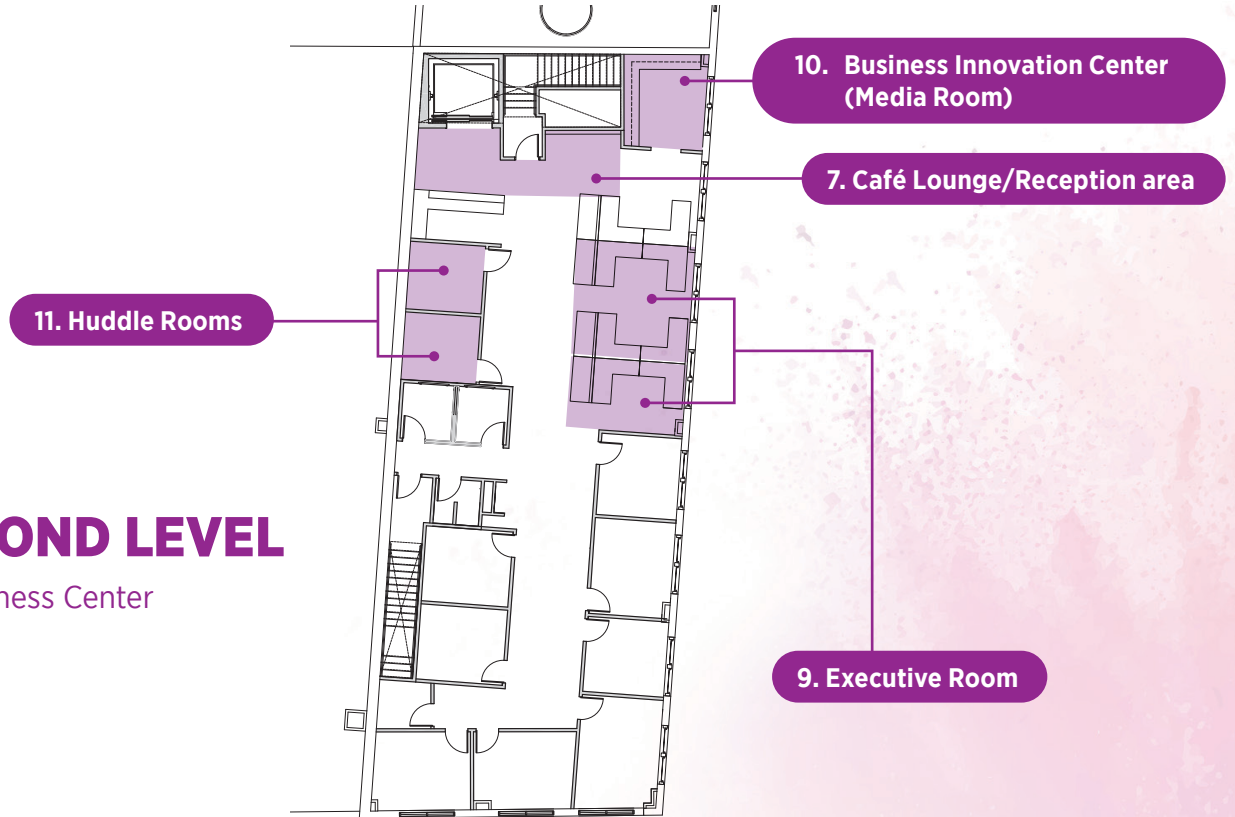 10. Business Innovation Center
(Media Room)
7. Café Lounge/Reception area
11. Huddle Rooms
OND LEVEL
ness Center
9. Executive Room